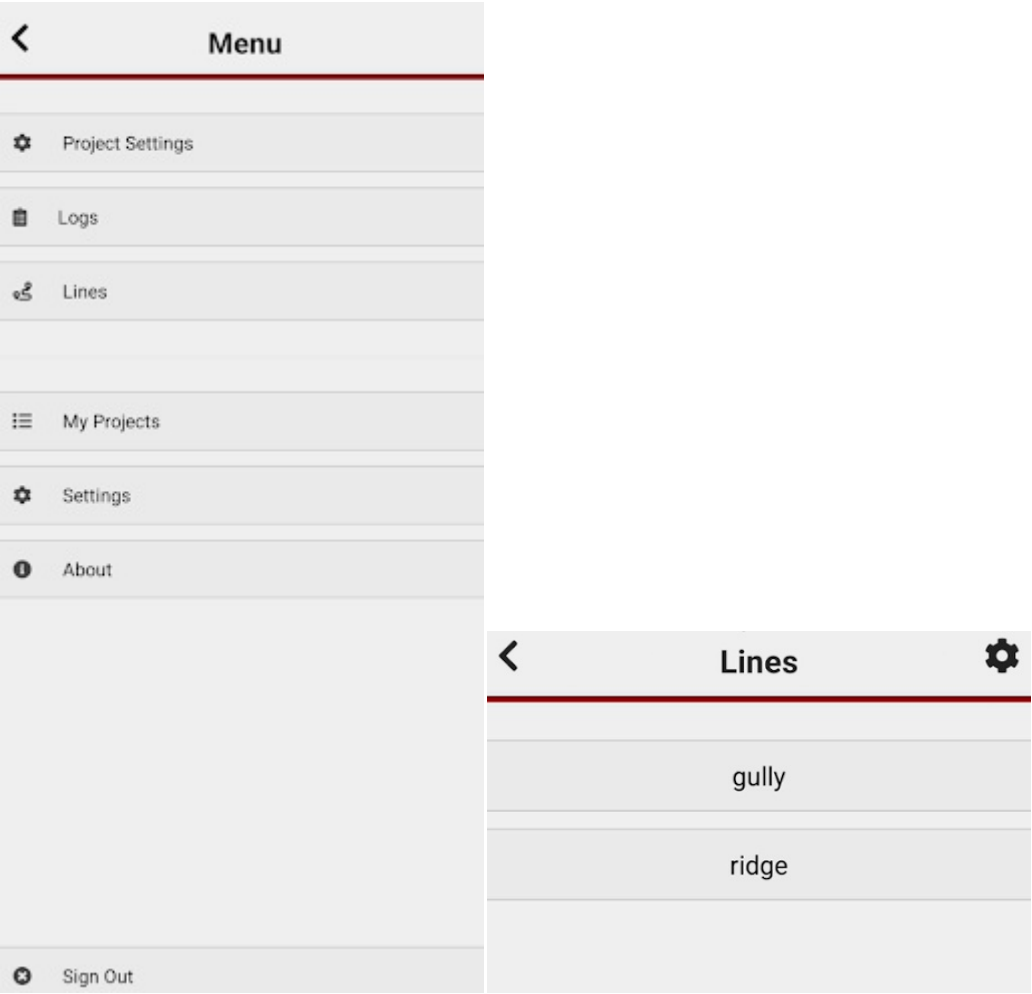 Menu
Project Settings
Logs
Lines
My Projects
Settings
About
Sign Out
Lines
gully
ridge